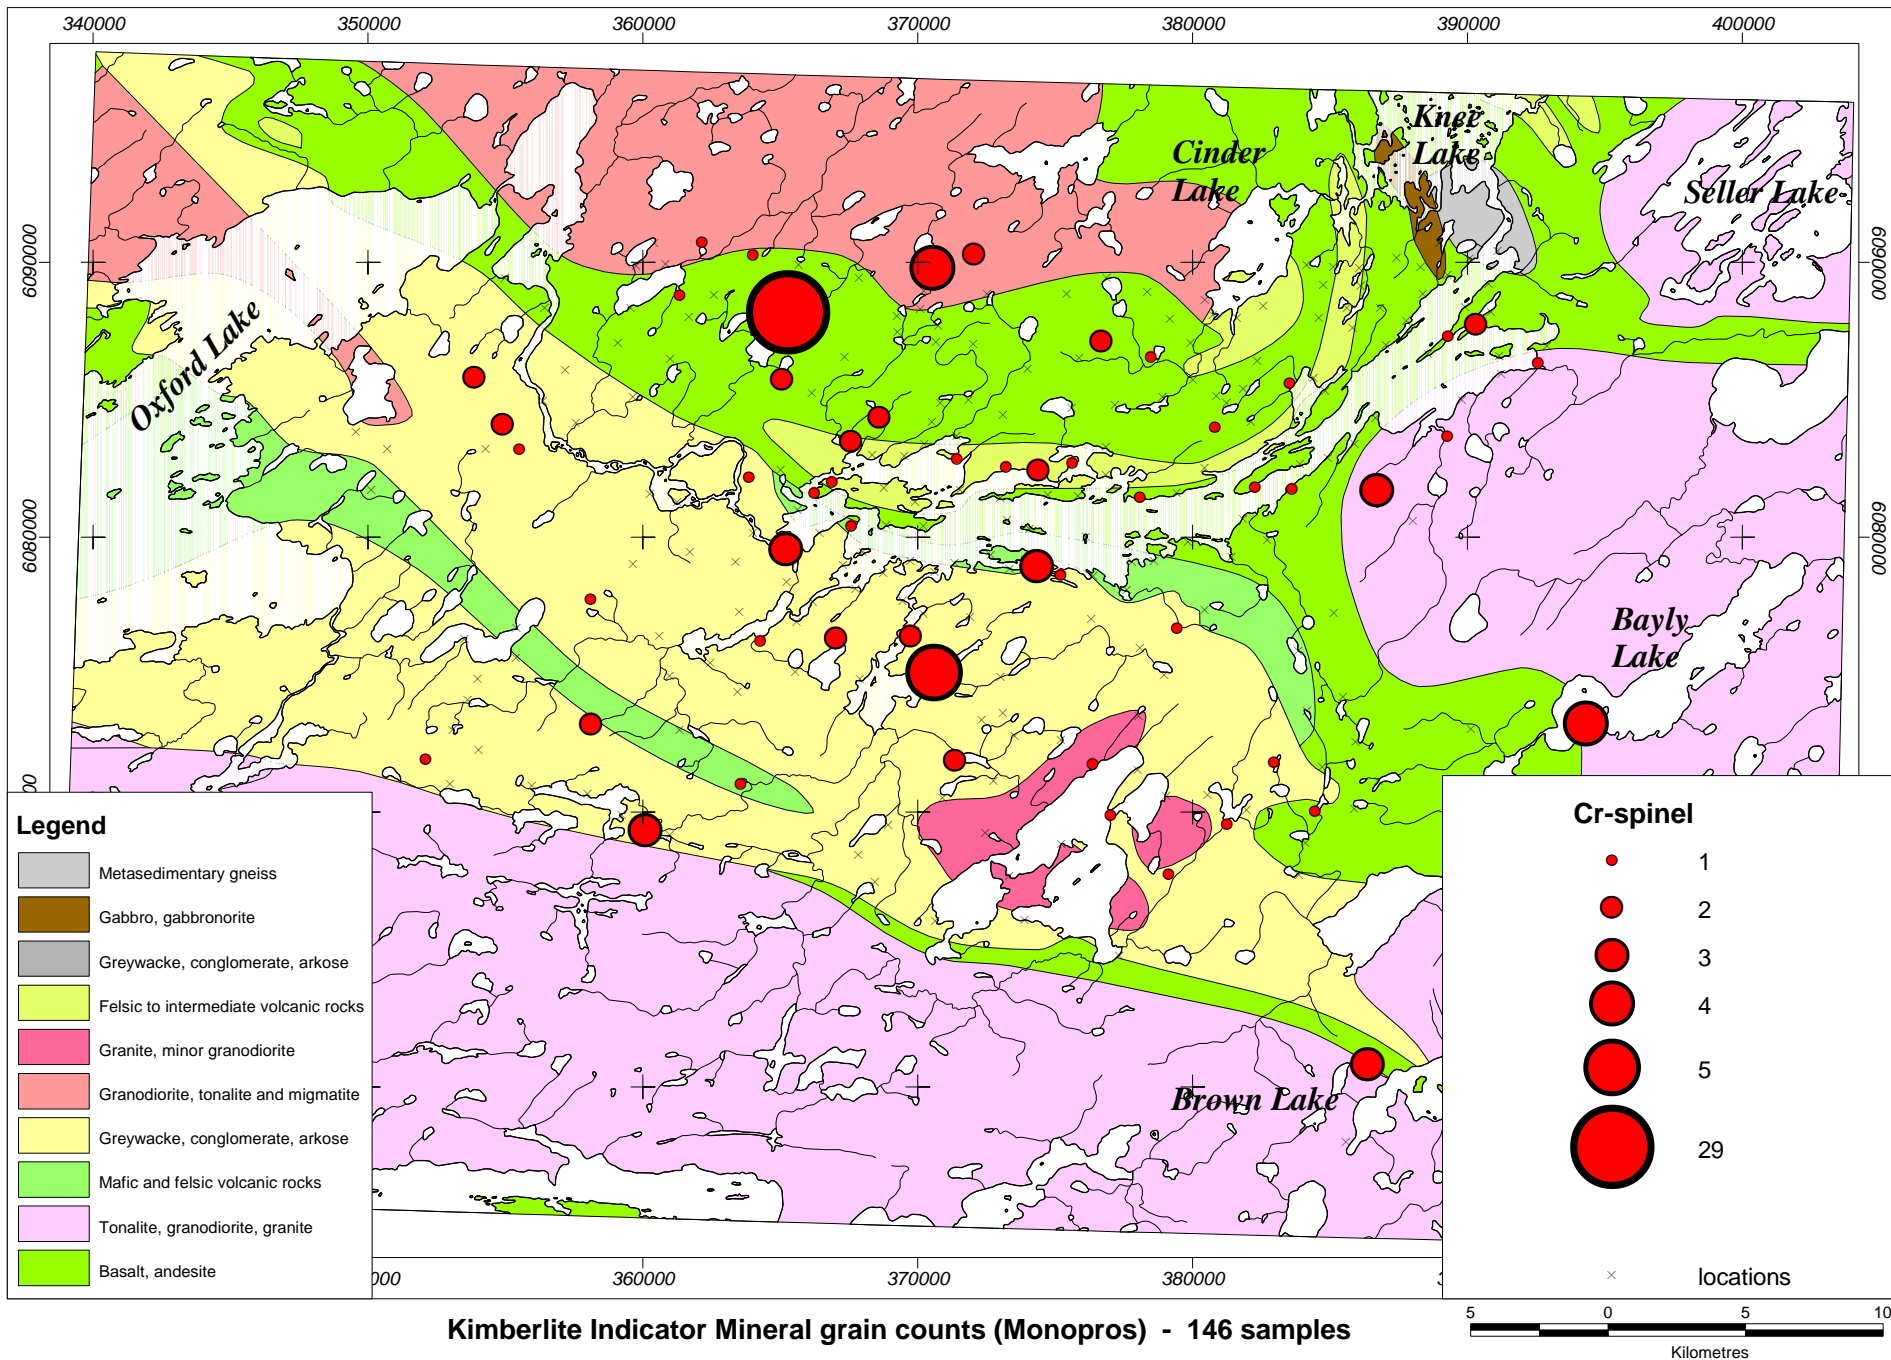 340000 350000 360000 370000 380000 390000 400000
Knee
Lake
Cinder
Lake
Seller Lake
6090000
6090000
Oxford Lake
6080000
6080000
Bayly
Lake
Brown Lake
Legend
Metasedimentary gneiss
Gabbro, gabbronorite
Greywacke, conglomerate, arkose
Felsic to intermediate volcanic rocks
Granite, minor granodiorite
Granodiorite, tonalite and migmatite
Greywacke, conglomerate, arkose
Mafic and felsic volcanic rocks
Tonalite, granodiorite, granite
Basalt, andesite
Cr-spinel
1
2
3
4
5
29
locations
360000 370000 380000
5 0 5 10
Kilometres
Kimberlite Indicator Mineral grain counts (Monopros) - 146 samples